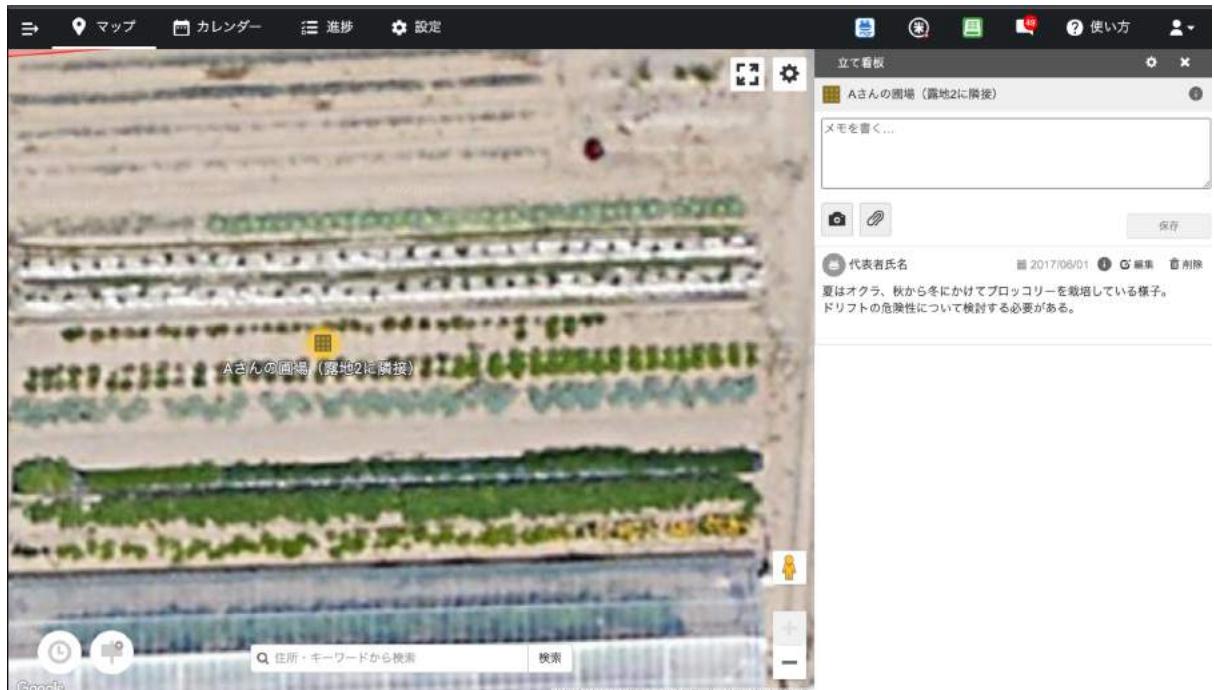 マップ
カレンダー
進捗
設定
米
49
使い方
立て看板
Aさんの圃場（露地2に隣接）
メモを書く...
保存
代表者氏名
2017/06/01
編集
削除
夏はオクラ、秋から冬にかけてブロッコリーを栽培している様子。
ドリフトの危険性について検討する必要がある。
Aさんの圃場（露地2に隣接）
住所・キーワードから検索
検索
Google